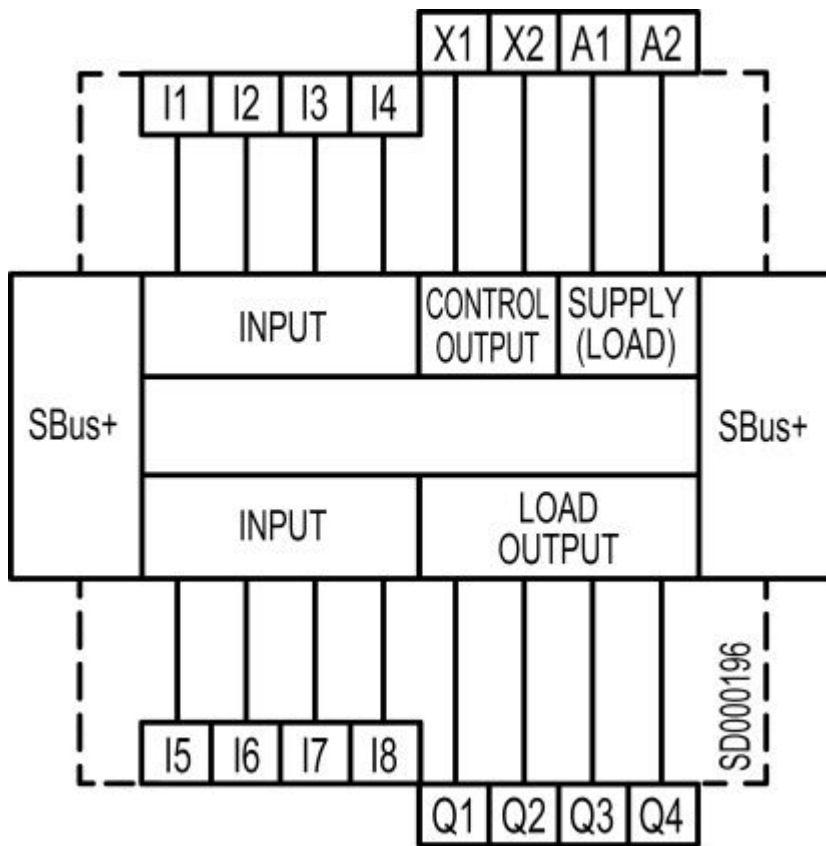 X1 X2 A1 A2
I1 I2 I3 I4
INPUT
CONTROL OUTPUT
SUPPLY (LOAD)
SBus+
SBus+
INPUT
LOAD OUTPUT
SD000196
I5 I6 I7 I8
Q1 Q2 Q3 Q4